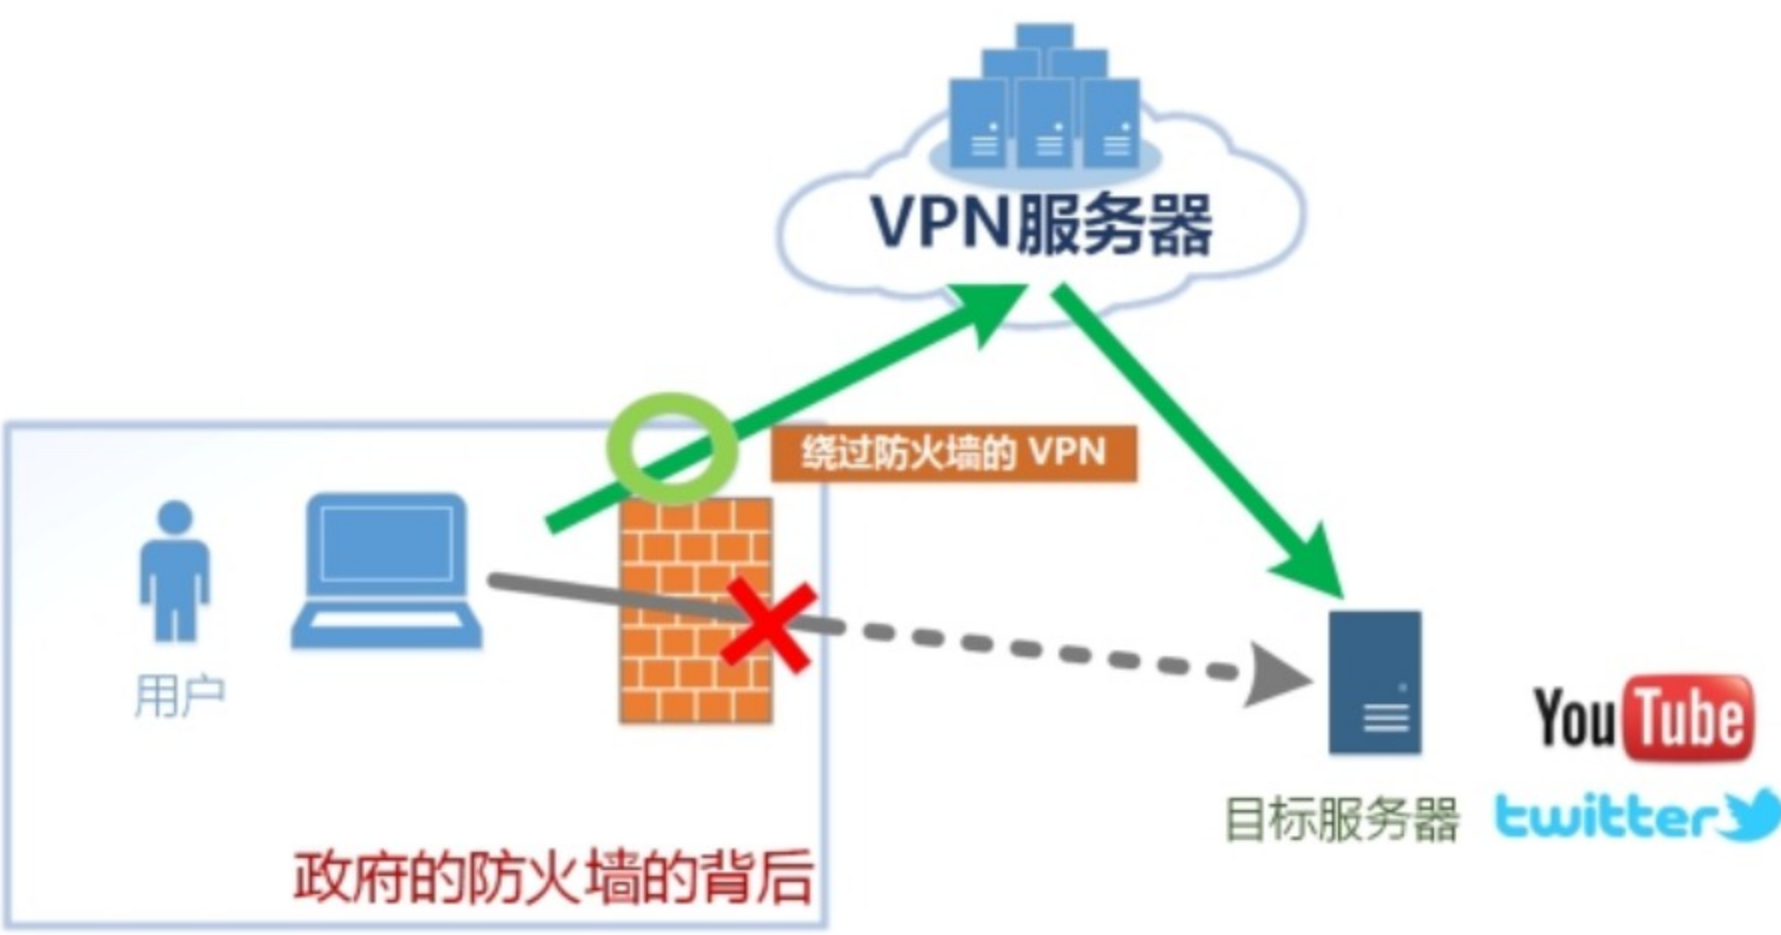 VPN服务器
绕过防火墙的 VPN
用户
YouTube
目标服务器
twitter
政府的防火墙的背后